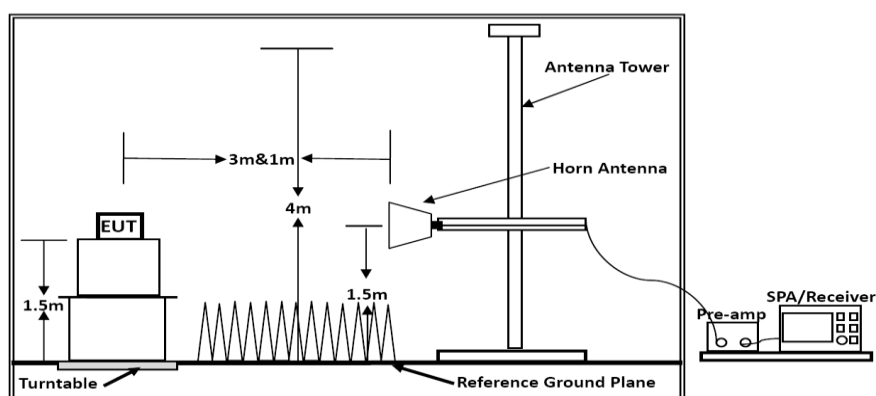 Antenna Tower
3m&1m
Horn Antenna
4m
EUT
1.5m
1.5m
SPA/Receiver
Pre-amp
Turntable
Reference Ground Plane